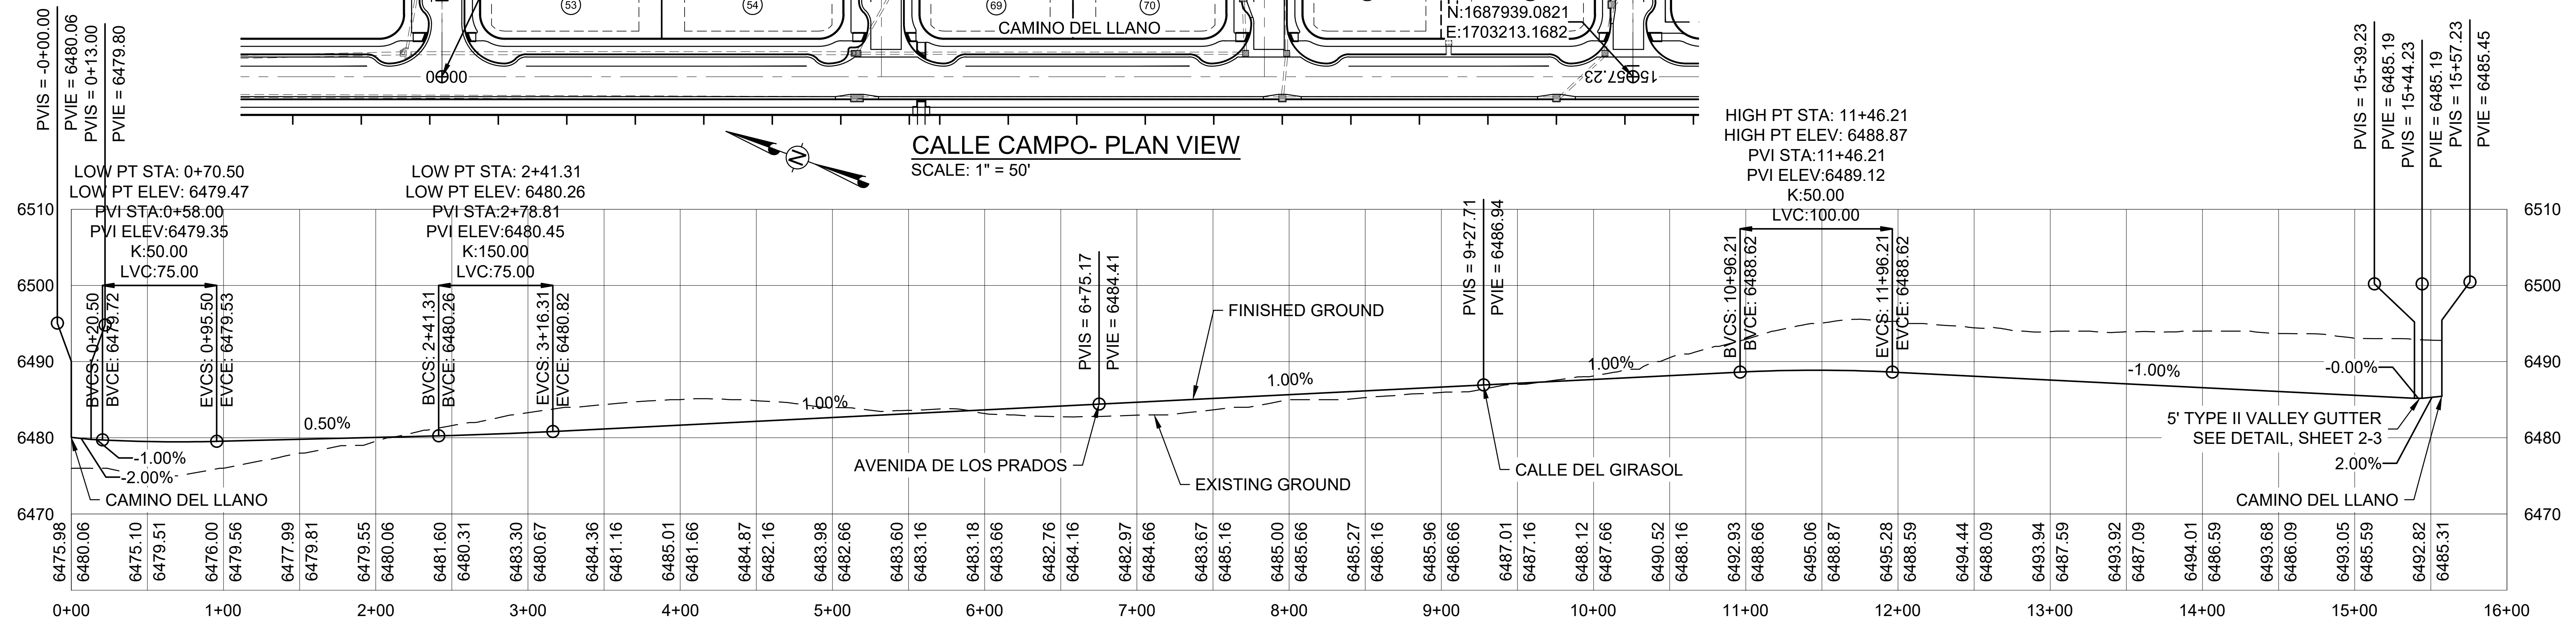 53
54
69
70
CAMINO DEL LLANO
N:1687939.0821
E:1703213.1682
0+00
15+57.23
CALLE CAMPO- PLAN VIEW
SCALE: 1" = 50'
N
PVIS = -0+00.00
PVIE = 6480.06
PVIS = 0+13.00
PVIE = 6479.80
LOW PT STA: 0+70.50
LOW PT ELEV: 6479.47
PVI STA:0+58.00
PVI ELEV:6479.35
K:50.00
LVC:75.00
BVCS: 0+20.50
BVCE: 6479.72
EVCS: 0+95.50
EVCE: 6479.53
LOW PT STA: 2+41.31
LOW PT ELEV: 6480.26
PVI STA:2+78.81
PVI ELEV:6480.45
K:150.00
LVC:75.00
BVCS: 2+41.31
BVCE: 6480.26
EVCS: 3+16.31
EVCE: 6480.82
PVIS = 6+75.17
PVIE = 6484.41
PVIS = 9+27.71
PVIE = 6486.94
HIGH PT STA: 11+46.21
HIGH PT ELEV: 6488.87
PVI STA:11+46.21
PVI ELEV:6489.12
K:50.00
LVC:100.00
BVCS: 10+96.21
BVCE: 6488.62
EVCS: 11+96.21
EVCE: 6488.62
PVIS = 15+39.23
PVIE = 6485.19
PVIS = 15+44.23
PVIE = 6485.19
PVIS = 15+57.23
PVIE = 6485.45
6510
6500
6490
6480
6470
6510
6500
6490
6480
6470
FINISHED GROUND
EXISTING GROUND
-1.00%
-2.00%
0.50%
1.00%
1.00%
1.00%
-1.00%
-0.00%
2.00%
CAMINO DEL LLANO
AVENIDA DE LOS PRADOS
CALLE DEL GIRASOL
5' TYPE II VALLEY GUTTER
SEE DETAIL, SHEET 2-3
CAMINO DEL LLANO
6475.98
6480.06
6475.10
6479.51
6476.00
6479.56
6477.99
6479.81
6479.55
6480.06
6481.60
6480.31
6483.30
6480.67
6484.36
6481.16
6485.01
6481.66
6484.87
6482.16
6483.98
6482.66
6483.60
6483.16
6483.18
6483.66
6482.76
6484.16
6482.97
6484.66
6483.67
6485.16
6485.00
6485.66
6485.27
6486.16
6485.96
6486.66
6487.01
6487.16
6488.12
6487.66
6490.52
6488.16
6492.93
6488.66
6495.06
6488.87
6495.28
6488.59
6494.44
6488.09
6493.94
6487.59
6493.92
6487.09
6494.01
6486.59
6493.68
6486.09
6493.05
6485.59
6492.82
6485.31
0+00
1+00
2+00
3+00
4+00
5+00
6+00
7+00
8+00
9+00
10+00
11+00
12+00
13+00
14+00
15+00
16+00